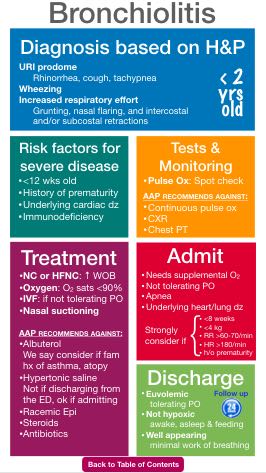 Bronchiolitis
Diagnosis based on H&P
URI prodome
Rhinorrhea, cough, tachypnea
Wheezing
Increased respiratory effort
Grunting, nasal flaring, and intercostal
and/or subcostal retractions
< 2
yrs
old
Risk factors for
severe disease
•<12 wks old
•History of prematurity
•Underlying cardiac dz
•Immunodeficiency
Tests &
Monitoring
•Pulse Ox: Spot check
AAP RECOMMENDS AGAINST:
•Continuous pulse ox
•CXR
•Chest PT
Treatment
•NC or HFNC: ↑ WOB
•Oxygen: O₂ sats <90%
•IVF: if not tolerating PO
•Nasal suctioning
AAP RECOMMENDS AGAINST:
•Albuterol
We say consider if fam
hx of asthma, atopy
•Hypertonic saline
Not if discharging from
the ED, ok if admitting
•Racemic Epi
•Steroids
•Antibiotics
Admit
•Needs supplemental O₂
•Not tolerating PO
•Apnea
•Underlying heart/lung dz
Strongly
consider if
•<8 weeks
•<4 kg
•RR >60-70/min
•HR >180/min
•h/o prematurity
Discharge
•Euvolemic
tolerating PO
•Not hypoxic
awake, asleep & feeding
•Well appearing
minimal work of breathing
Follow up
Back to Table of Contents